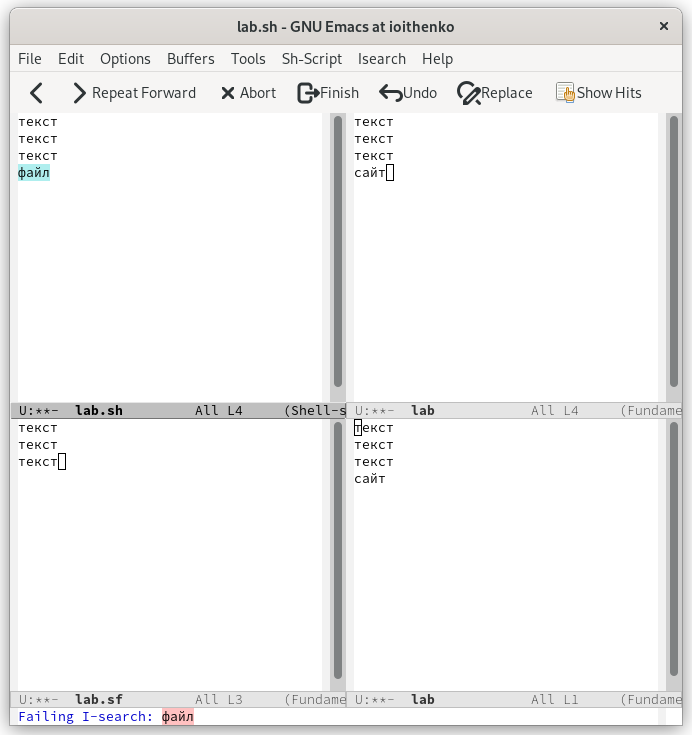 lab.sh - GNU Emacs at ioithenko
File Edit Options Buffers Tools Sh-Script Isearch Help
Repeat Forward Abort Finish Undo Replace Show Hits
текст
текст
текст
файл
U:**- lab.sh All L4 (Shell-s
текст
текст
текст
сайт
U:**- lab All L4 (Fundame
текст
текст
текст
U:**- lab.sf All L3 (Fundame
текст
текст
текст
сайт
U:**- lab All L1 (Fundame
Failing I-search: файл